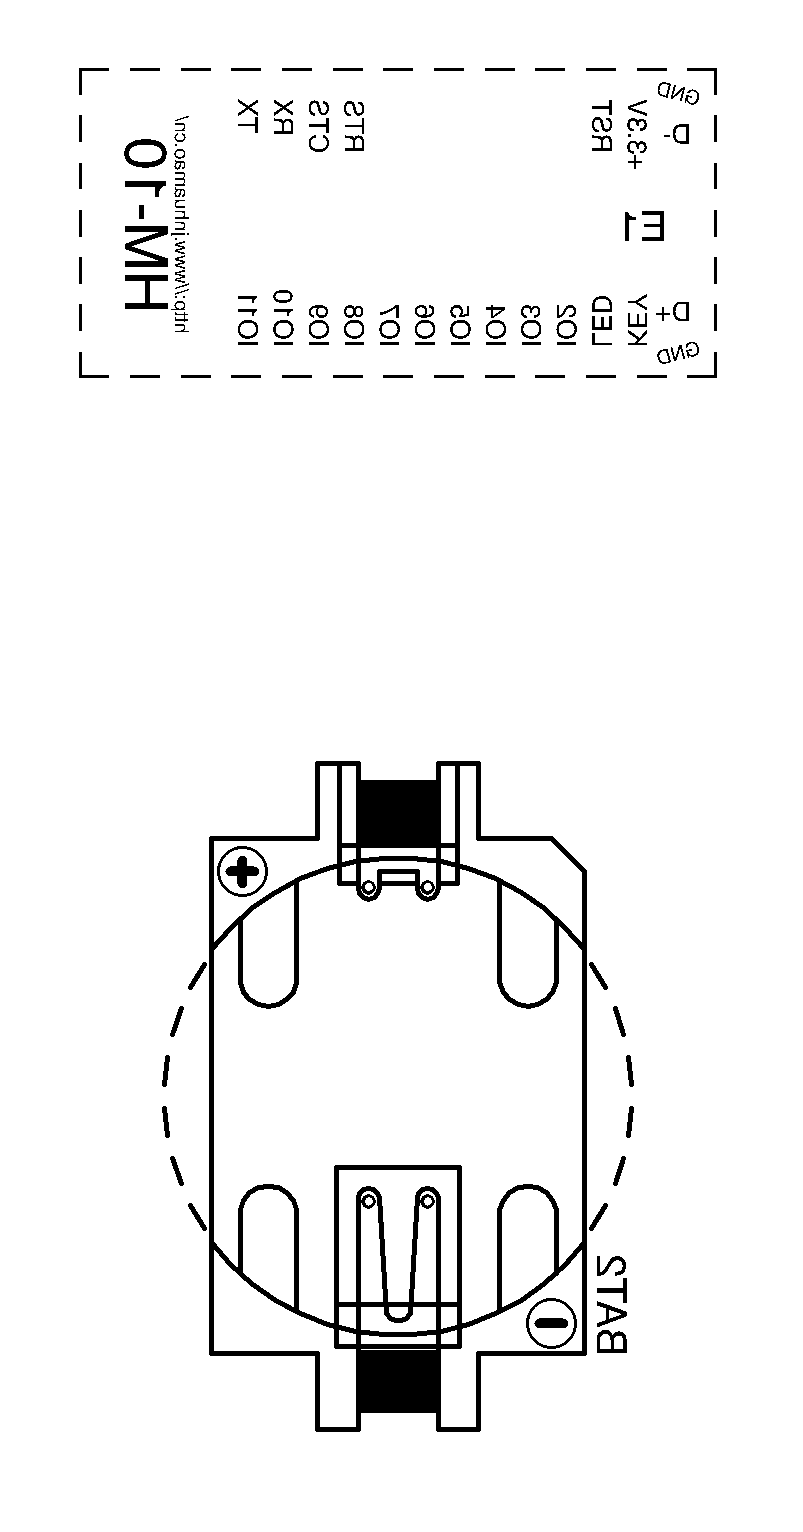 HM-10
http://www.jnhuamao.cn/
TX
RX
CTS
RTS
RST
+3.3V
GND
D-
E1
IO11
IO10
IO9
IO8
IO7
IO6
IO5
IO4
IO3
IO2
LED
KEY
D+
GND
BAT2